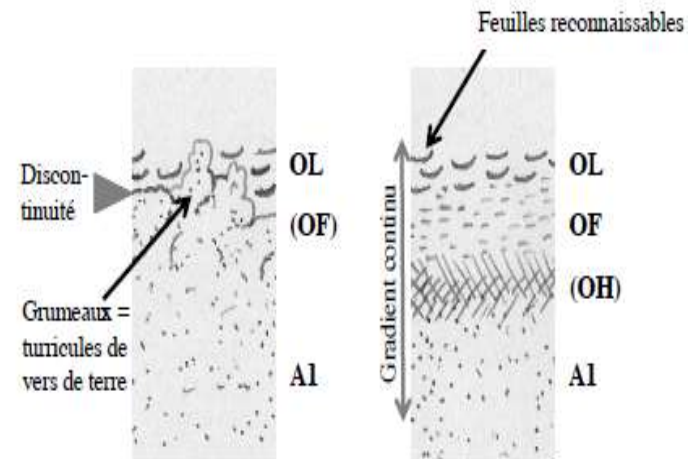 Feuilles reconnaissables
Discon-
tinuité
OL
(OF)
Grumeaux =
turricules de
vers de terre
A1
Gradient continu
OL
OF
(OH)
A1